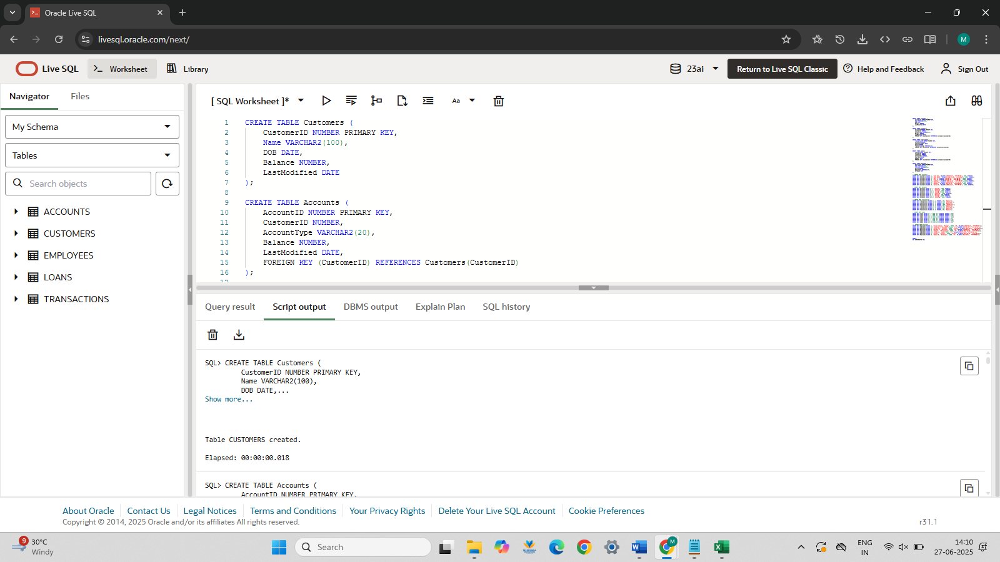 Oracle Live SQL
livesql.oracle.com/next/
M
Live SQL
Worksheet
Library
23ai
Return to Live SQL Classic
Help and Feedback
Sign Out
Navigator
Files
My Schema
Tables
Search objects
ACCOUNTS
CUSTOMERS
EMPLOYEES
LOANS
TRANSACTIONS
[ SQL Worksheet ]*
Aa
1 CREATE TABLE Customers (
2 CustomerID NUMBER PRIMARY KEY,
3 Name VARCHAR2(100),
4 DOB DATE,
5 Balance NUMBER,
6 LastModified DATE
7 );
8
9 CREATE TABLE Accounts (
10 AccountID NUMBER PRIMARY KEY,
11 CustomerID NUMBER,
12 AccountType VARCHAR2(20),
13 Balance NUMBER,
14 LastModified DATE,
15 FOREIGN KEY (CustomerID) REFERENCES Customers(CustomerID)
16 );
17
Query result
Script output
DBMS output
Explain Plan
SQL history
SQL> CREATE TABLE Customers (
CustomerID NUMBER PRIMARY KEY,
Name VARCHAR2(100),
DOB DATE,...
Show more...
Table CUSTOMERS created.
Elapsed: 00:00:00.018
SQL> CREATE TABLE Accounts (
AccountID NUMBER PRIMARY KEY,
About Oracle
Contact Us
Legal Notices
Terms and Conditions
Your Privacy Rights
Delete Your Live SQL Account
Cookie Preferences
Copyright © 2014, 2025 Oracle and/or its affiliates All rights reserved.
r31.1
9
30°C
Windy
Search
M
ENG
IN
14:10
27-06-2025